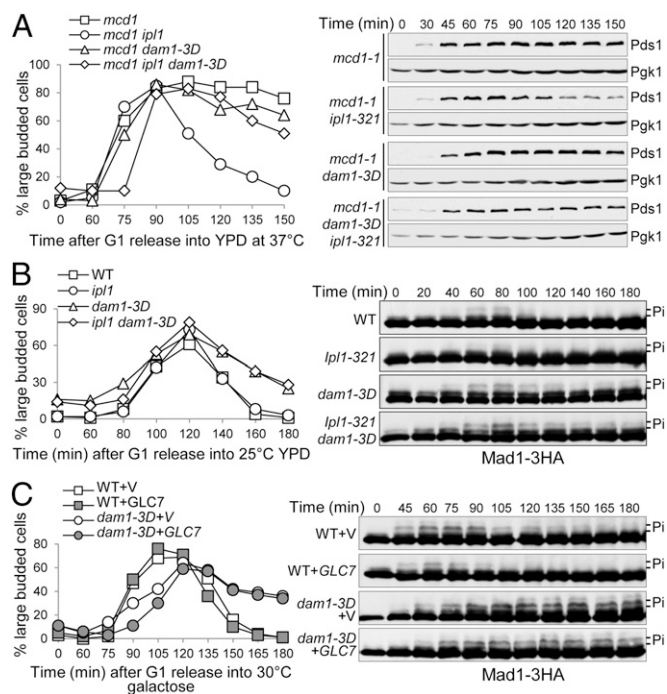 A
mcd1
mcd1 ipl1
mcd1 dam1-3D
mcd1 ipl1 dam1-3D
% large budded cells
100
80
60
40
20
0
0 60 75 90 105 120 135 150
Time after G1 release into YPD at 37°C
Time (min) 0 30 45 60 75 90 105 120 135 150
mcd1-1
Pds1
Pgk1
mcd1-1
ipl1-321
Pds1
Pgk1
mcd1-1
dam1-3D
Pds1
Pgk1
mcd1-1
dam1-3D
ipl1-321
Pds1
Pgk1
B
WT
ipl1
dam1-3D
ipl1 dam1-3D
% large budded cells
90
60
30
0
0 60 80 100 120 140 160 180
Time (min) after G1 release into 25°C YPD
Time (min) 0 20 40 60 80 100 120 140 160 180
WT
Pi
Ipl1-321
Pi
dam1-3D
Pi
Ipl1-321
dam1-3D
Pi
Mad1-3HA
C
WT+V
WT+GLC7
dam1-3D+V
dam1-3D+GLC7
% large budded cells
80
60
40
20
0
0 45 60 75 90 105 120 135 150 165 180
Time (min) after G1 release into 30°C
galactose
Time (min) 0 45 60 75 90 120 135 150 165 180
WT+V
Pi
WT+GLC7
Pi
dam1-3D
+V
Pi
dam1-3D
+GLC7
Pi
Mad1-3HA